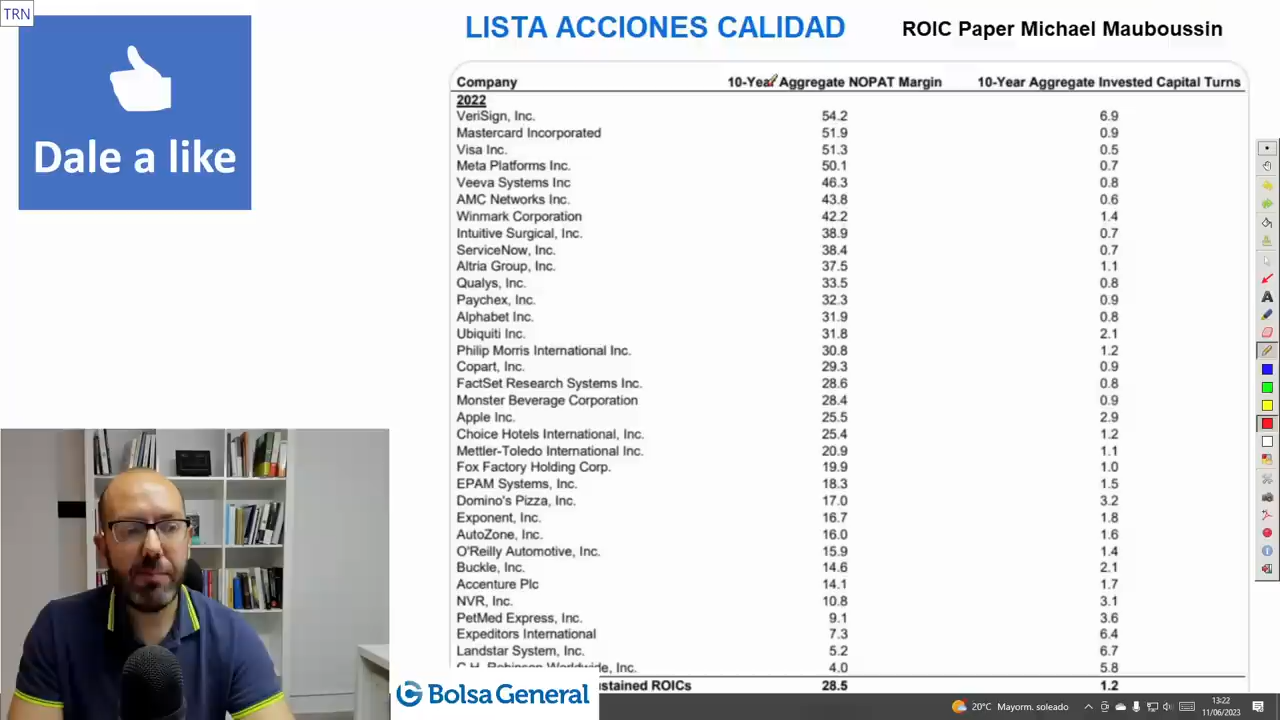 TRN
Dale a like
LISTA ACCIONES CALIDAD
ROIC Paper Michael Mauboussin
Company 10-Year Aggregate NOPAT Margin 10-Year Aggregate Invested Capital Turns
2022
VeriSign, Inc. 54.2 6.9
Mastercard Incorporated 51.9 0.9
Visa Inc. 51.3 0.5
Meta Platforms Inc. 50.1 0.7
Veeva Systems Inc 46.3 0.8
AMC Networks Inc. 43.8 0.6
Winmark Corporation 42.2 1.4
Intuitive Surgical, Inc. 38.9 0.7
ServiceNow, Inc. 38.4 0.7
Altria Group, Inc. 37.5 1.1
Qualys, Inc. 33.5 0.8
Paychex, Inc. 32.3 0.9
Alphabet Inc. 31.9 0.8
Ubiquiti Inc. 31.8 2.1
Philip Morris International Inc. 30.8 1.2
Copart, Inc. 29.3 0.9
FactSet Research Systems Inc. 28.6 0.8
Monster Beverage Corporation 28.4 0.9
Apple Inc. 25.5 2.9
Choice Hotels International, Inc. 25.4 1.2
Mettler-Toledo International Inc. 20.9 1.1
Fox Factory Holding Corp. 19.9 1.0
EPAM Systems, Inc. 18.3 1.5
Domino's Pizza, Inc. 17.0 3.2
Exponent, Inc. 16.7 1.8
AutoZone, Inc. 16.0 1.6
O'Reilly Automotive, Inc. 15.9 1.4
Buckle, Inc. 14.6 2.1
Accenture Plc 14.1 1.7
NVR, Inc. 10.8 3.1
PetMed Express, Inc. 9.1 3.6
Expeditors International 7.3 6.4
Landstar System, Inc. 5.2 6.7
C.H. Robinson Worldwide, Inc. 4.0 5.8
ustained ROICs 28.5 1.2
Bolsa General
20°C Mayorm. soleado
13:22
11/06/2023